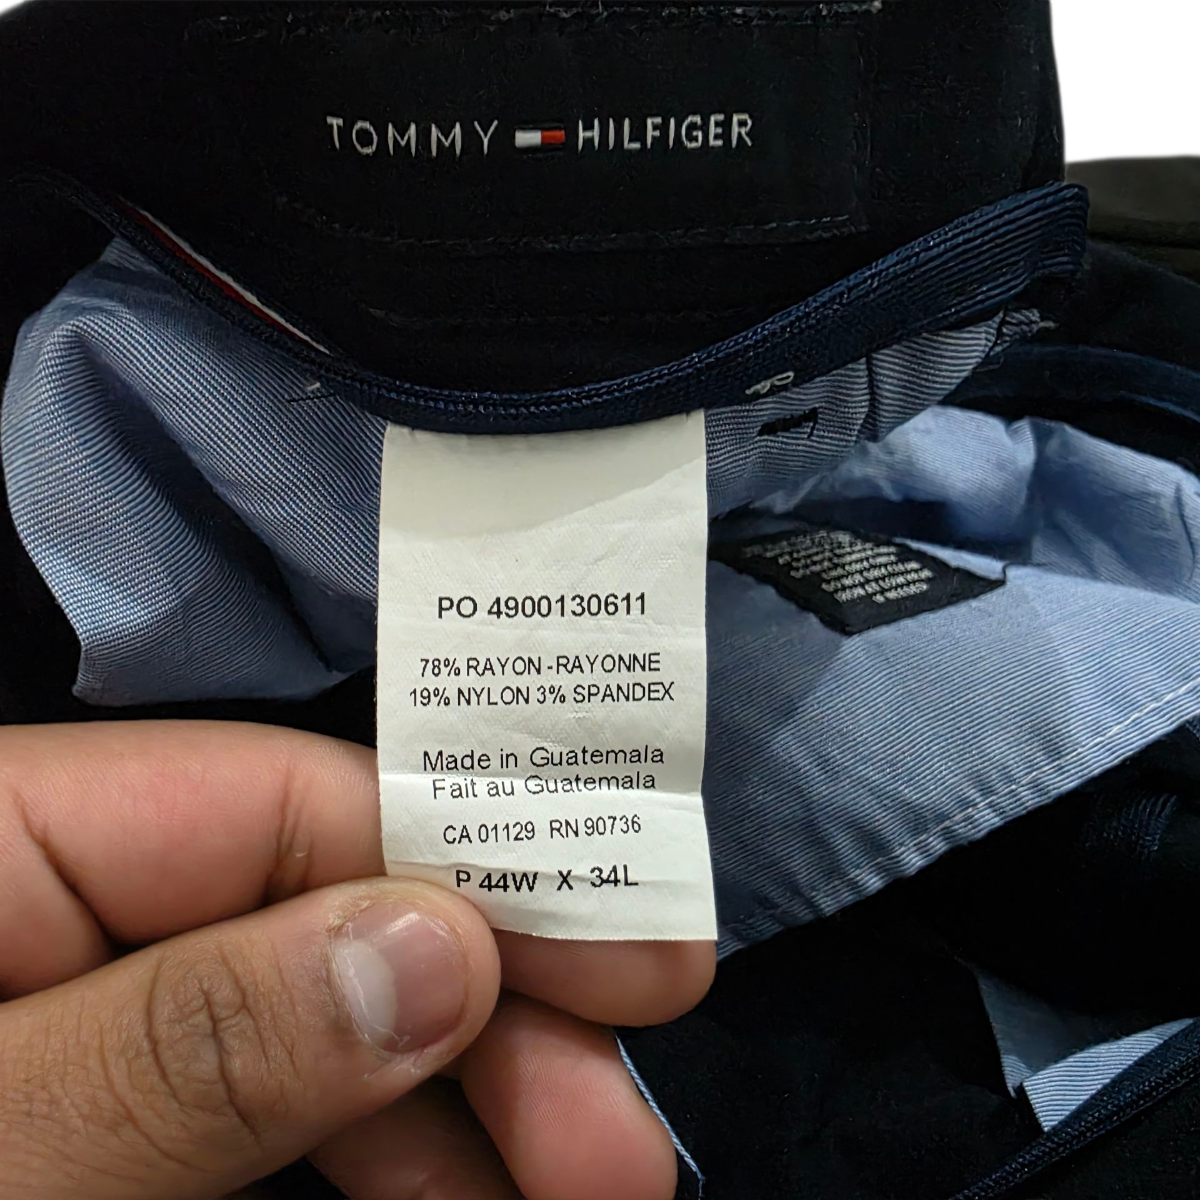 TOMMY HILFIGER
PO 4900130611
78% RAYON-RAYONNE
19% NYLON 3% SPANDEX
Made in Guatemala
Fait au Guatemala
CA 01129 RN 90736
P 44W X 34L